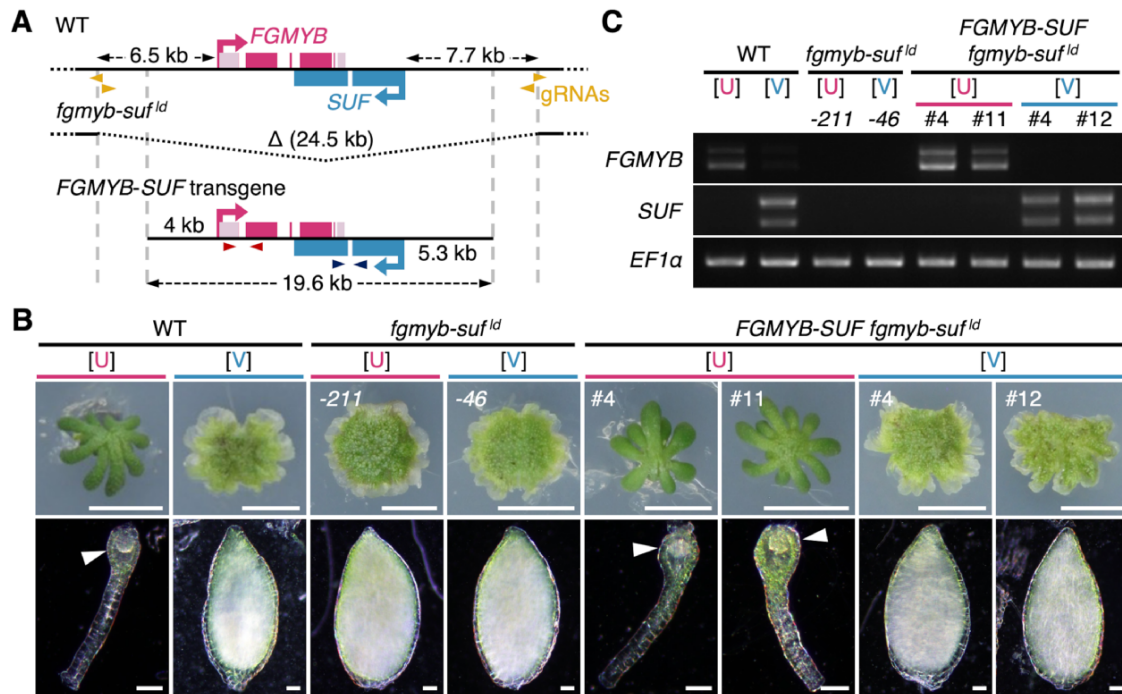 A
WT
6.5 kb
FGMYB
7.7 kb
SUF
gRNAs
fgmyb-suf ld
Δ (24.5 kb)
FGMYB-SUF transgene
4 kb
5.3 kb
19.6 kb
C
FGMYB-SUF
WT fgmyb-suf ld fgmyb-suf ld
[U] [V] [U] [V] [U] [V]
-211 -46 #4 #11 #4 #12
FGMYB
SUF
EF1α
B
WT fgmyb-suf ld FGMYB-SUF fgmyb-suf ld
[U] [V] [U] [V] [U] [V]
-211 -46 #4 #11 #4 #12